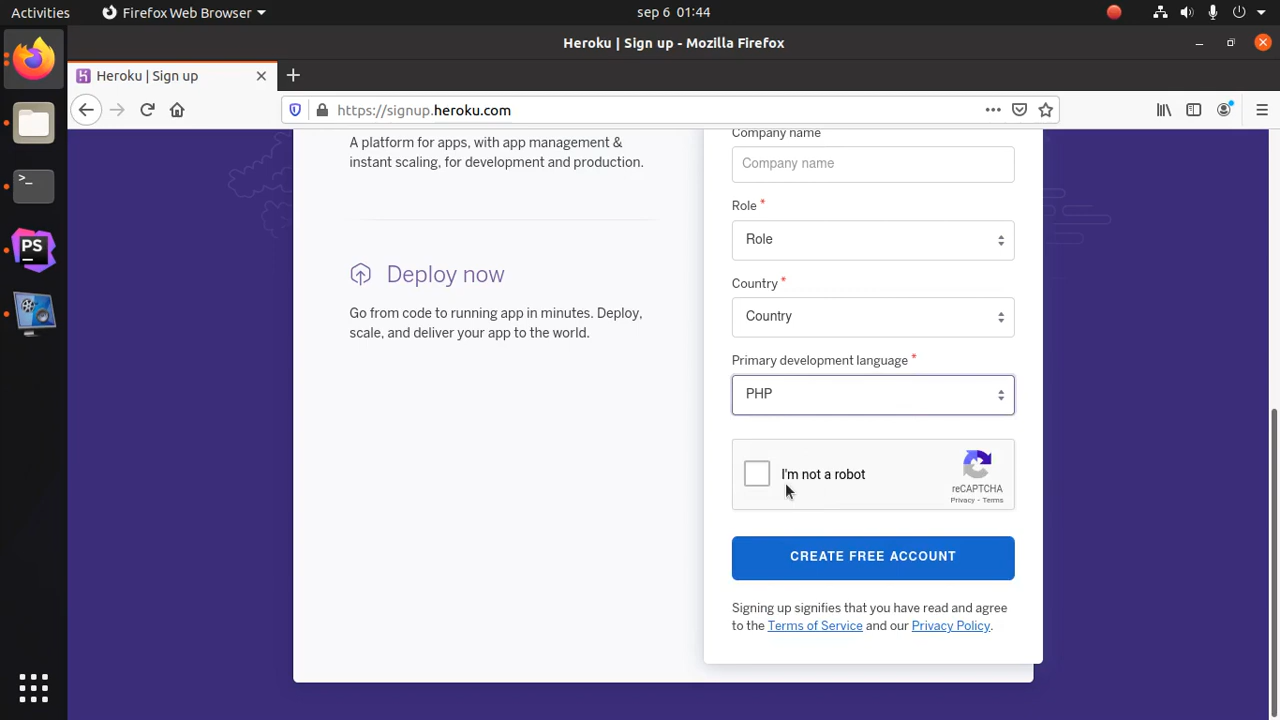 Activities
Firefox Web Browser
sep 6 01:44
Heroku | Sign up - Mozilla Firefox
Heroku | Sign up
https://signup.heroku.com
A platform for apps, with app management &
instant scaling, for development and production.
Deploy now
Go from code to running app in minutes. Deploy,
scale, and deliver your app to the world.
Company name
Company name
Role *
Role
Country *
Country
Primary development language *
PHP
I'm not a robot
reCAPTCHA
Privacy - Terms
CREATE FREE ACCOUNT
Signing up signifies that you have read and agree
to the Terms of Service and our Privacy Policy.
>_
PS